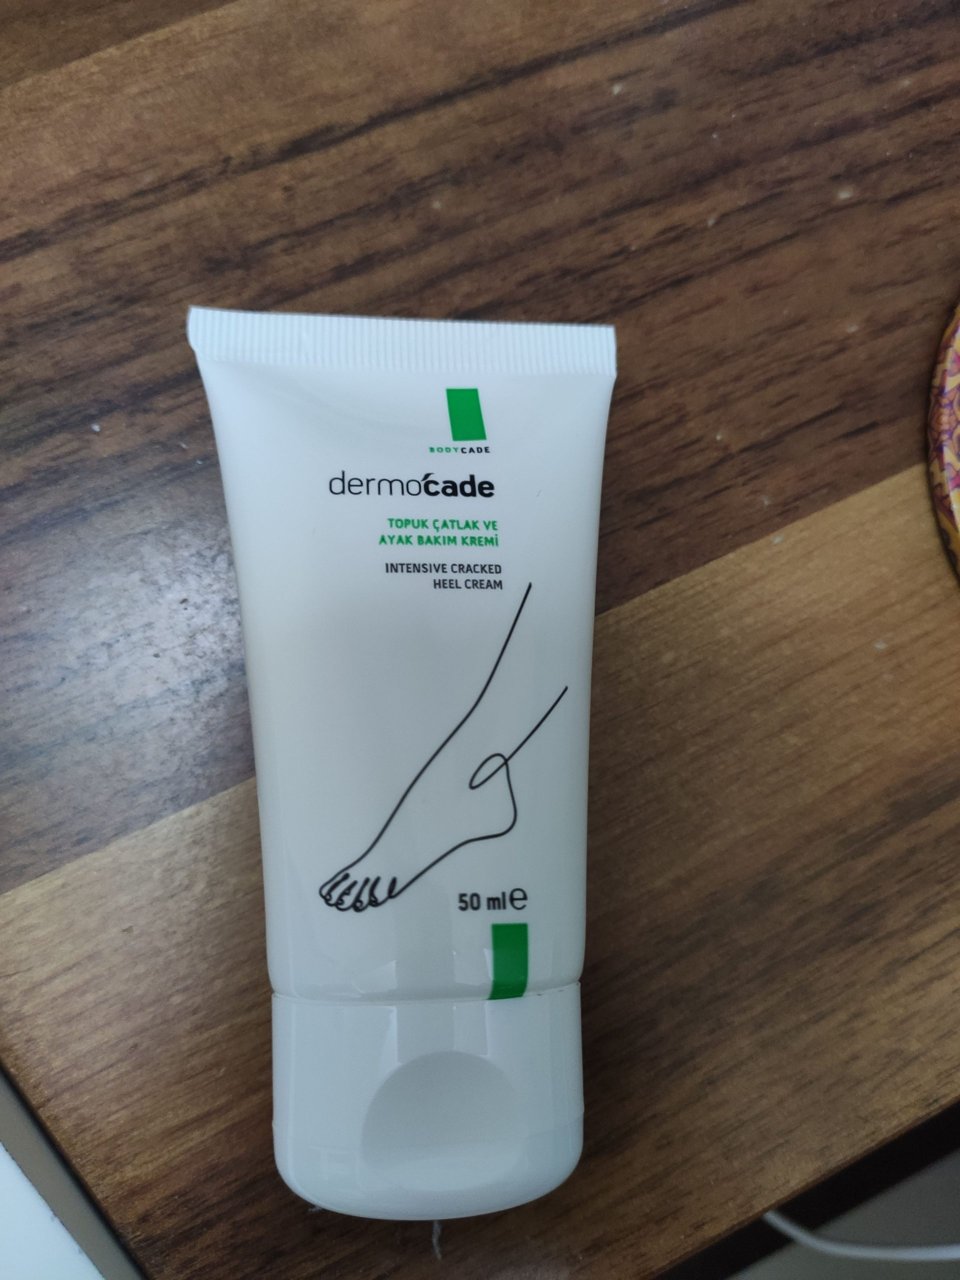 BODYCADE
dermocade
TOPUK ÇATLAK VE
AYAK BAKIM KREMİ
INTENSIVE CRACKED
HEEL CREAM
50 ml e